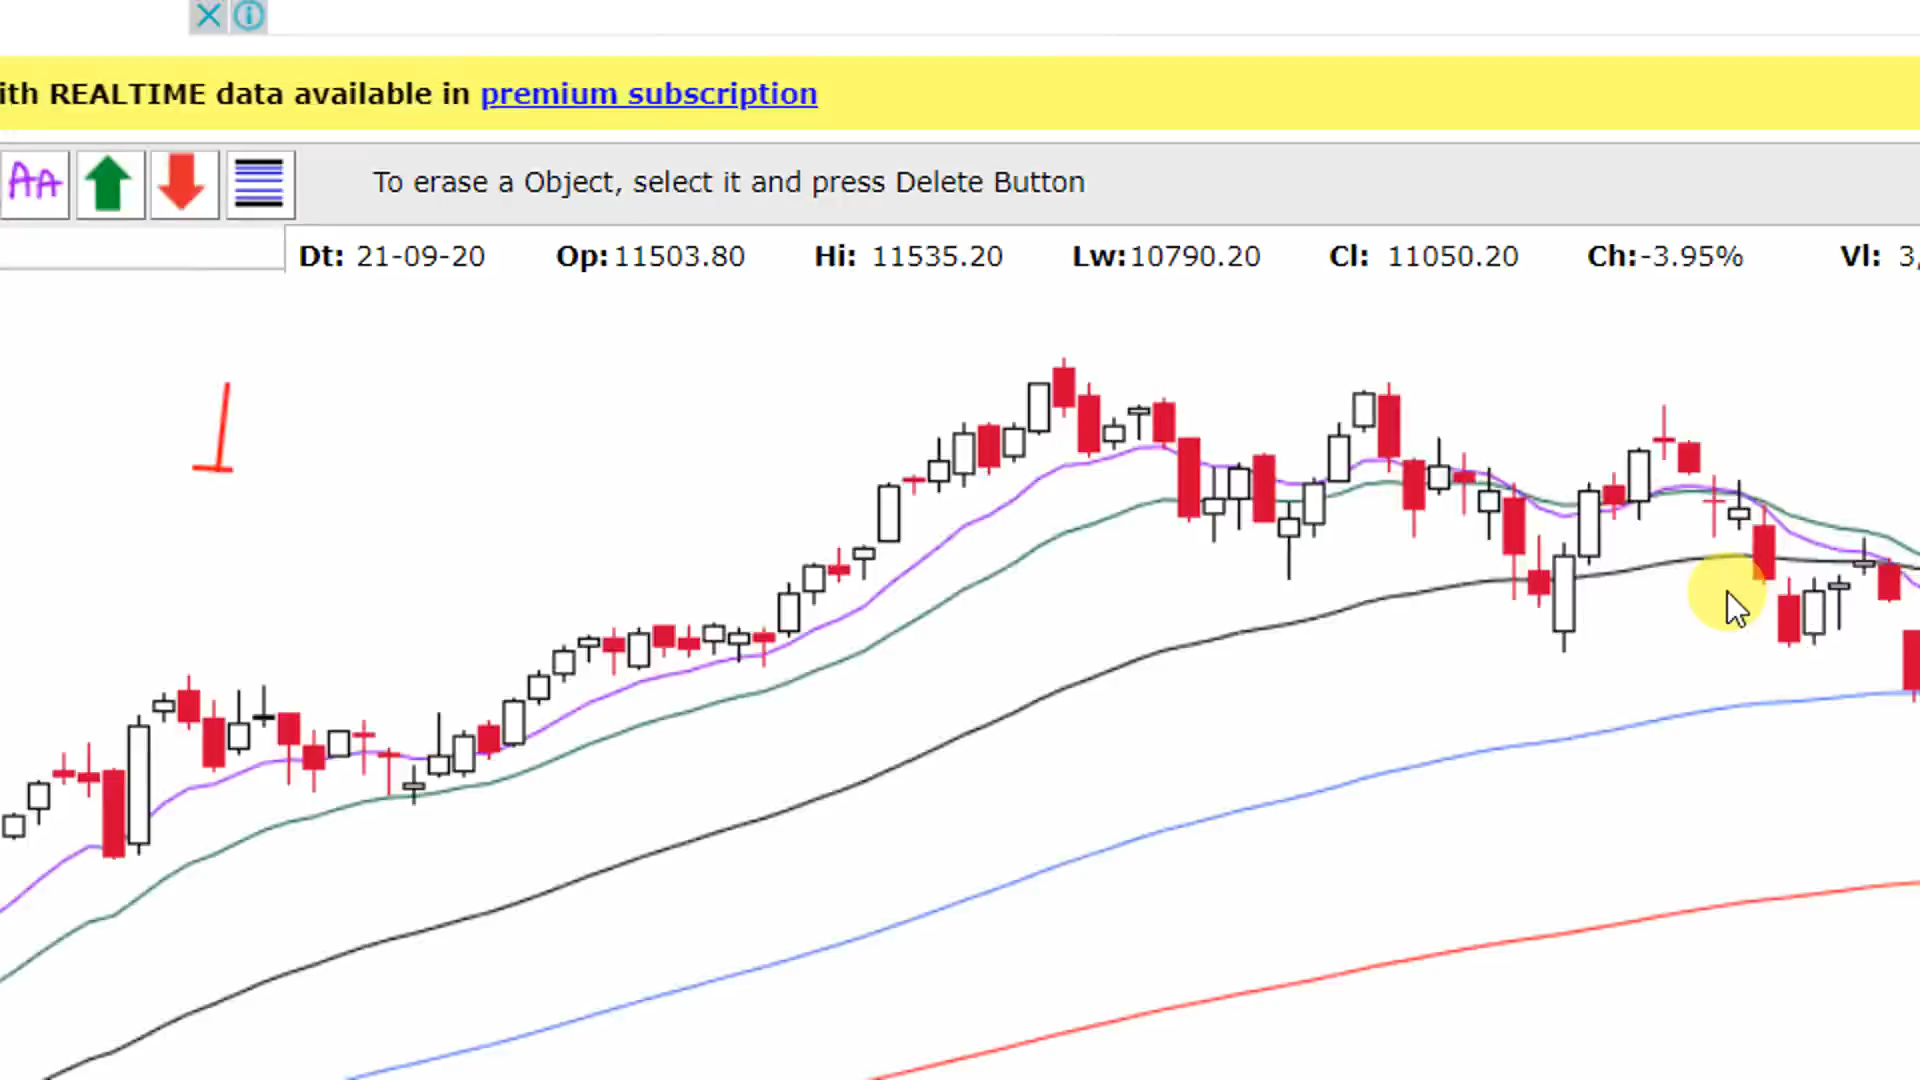 ith REALTIME data available in premium subscription
AA To erase a Object, select it and press Delete Button
Dt: 21-09-20 Op:11503.80 Hi: 11535.20 Lw:10790.20 Cl: 11050.20 Ch:-3.95% Vl: 3,